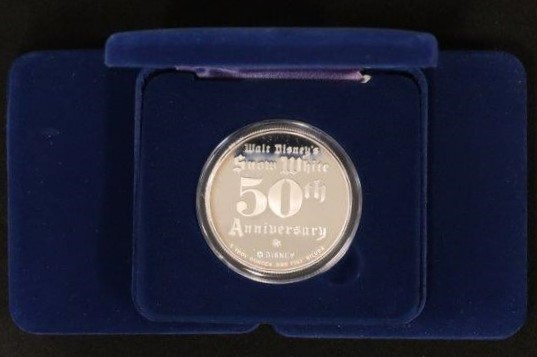 Walt Disney's
Snow White
50th
Anniversary
© DISNEY